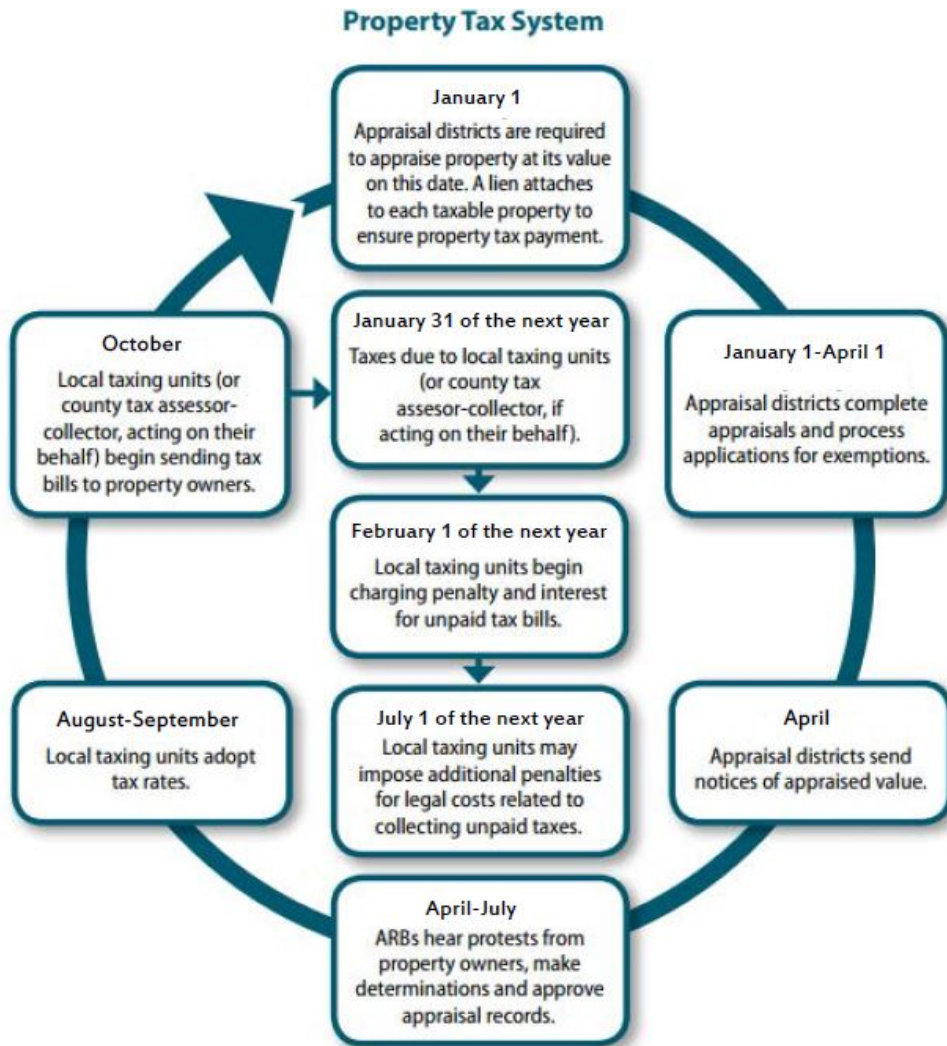 Property Tax System
January 1
Appraisal districts are required
to appraise property at its value
on this date. A lien attaches
to each taxable property to
ensure property tax payment.
January 1-April 1
Appraisal districts complete
appraisals and process
applications for exemptions.
April
Appraisal districts send
notices of appraised value.
April-July
ARBs hear protests from
property owners, make
determinations and approve
appraisal records.
August-September
Local taxing units adopt
tax rates.
October
Local taxing units (or
county tax assessor-
collector, acting on their
behalf) begin sending tax
bills to property owners.
January 31 of the next year
Taxes due to local taxing units
(or county tax
assesor-collector, if
acting on their behalf).
February 1 of the next year
Local taxing units begin
charging penalty and interest
for unpaid tax bills.
July 1 of the next year
Local taxing units may
impose additional penalties
for legal costs related to
collecting unpaid taxes.